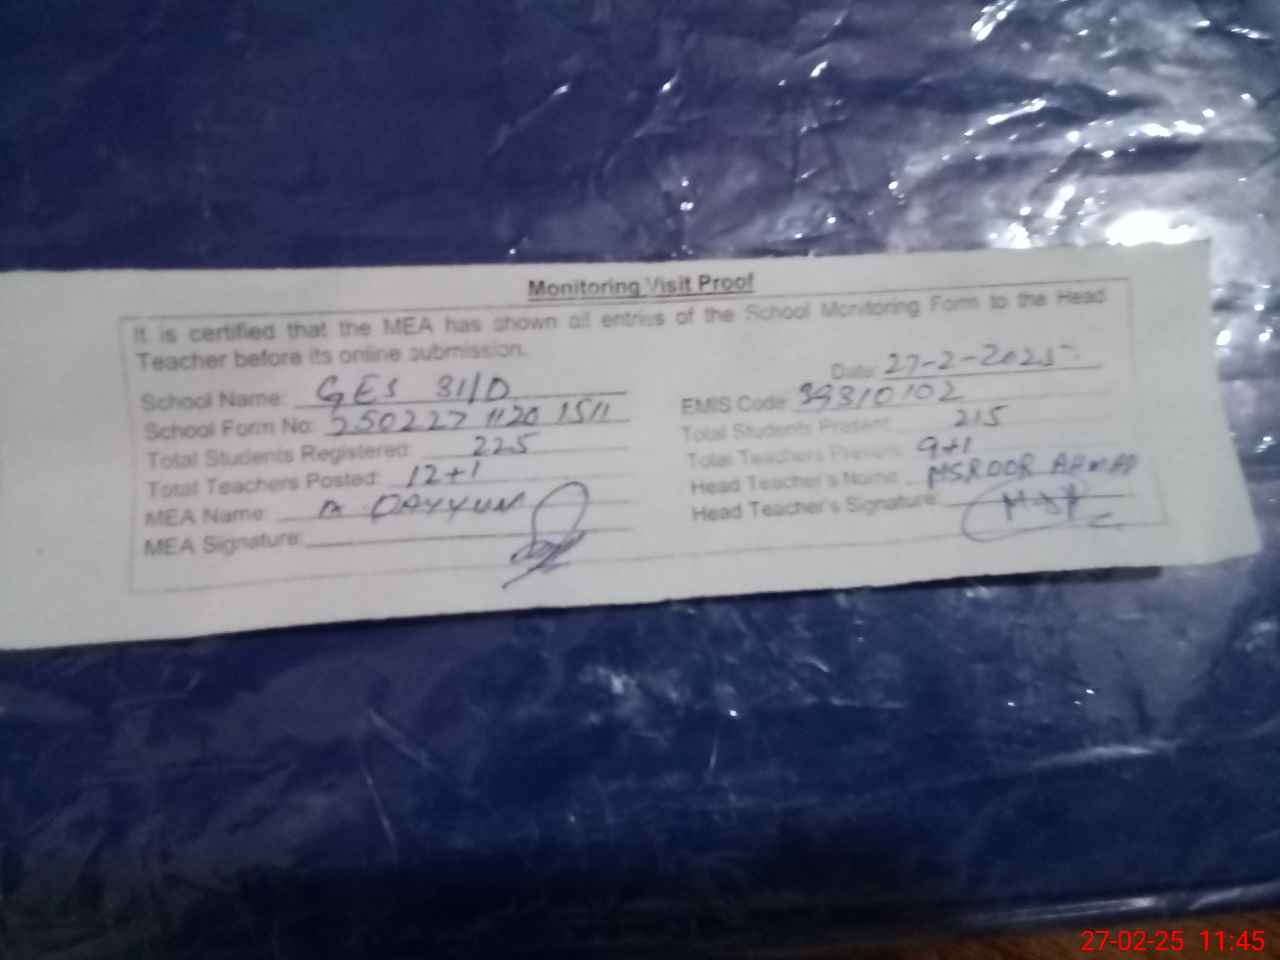 Monitoring Visit Proof
It is certified that the MEA has shown all entries of the School Monitoring Form to the Head
Teacher before its online submission.
Date: 27-2-2025
School Name: GES 31/D EMIS Code: 39310102
School Form No: 250227 1120 1511 Total Students Present: 215
Total Students Registered: 225 Total Teachers Present: 9+1
Total Teachers Posted: 12+1 Head Teacher's Name: MSROOR AHMAD
MEA Name: A. QAYYUM Head Teacher's Signature:
MEA Signature:
27-02-25 11:45